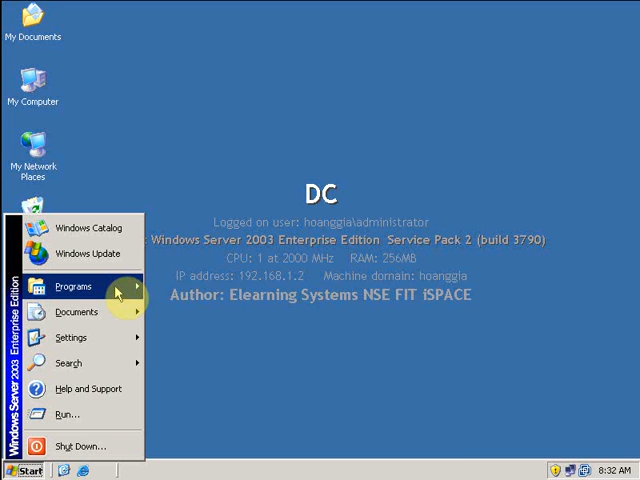 My Documents
My Computer
My Network
Places
DC
Logged on user: hoanggia\administrator
: Windows Server 2003 Enterprise Edition Service Pack 2 (build 3790)
CPU: 1 at 2000 MHz RAM: 256MB
IP address: 192.168.1.2 Machine domain: hoanggia
Author: Elearning Systems NSE FIT iSPACE
Windows Catalog
Windows Update
Programs
Documents
Settings
Search
Help and Support
Run...
Shut Down...
Windows Server 2003 Enterprise Edition
Start
8:32 AM